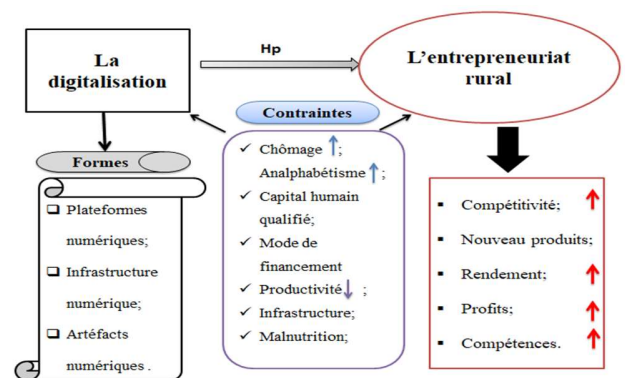 La
digitalisation
Hp
L'entrepreneuriat
rural
Contraintes
Formes
Plateformes
numériques;
Infrastructure
numérique;
Artéfacts
numériques .
✓ Chômage ↑;
Analphabétisme ↑;
✓ Capital humain
qualifié;
✓ Mode de
financement
✓ Productivité ↓ ;
✓ Infrastructure;
✓ Malnutrition;
▪ Compétitivité; ↑
▪ Nouveau produits;
▪ Rendement; ↑
▪ Profits; ↑
▪ Compétences. ↑